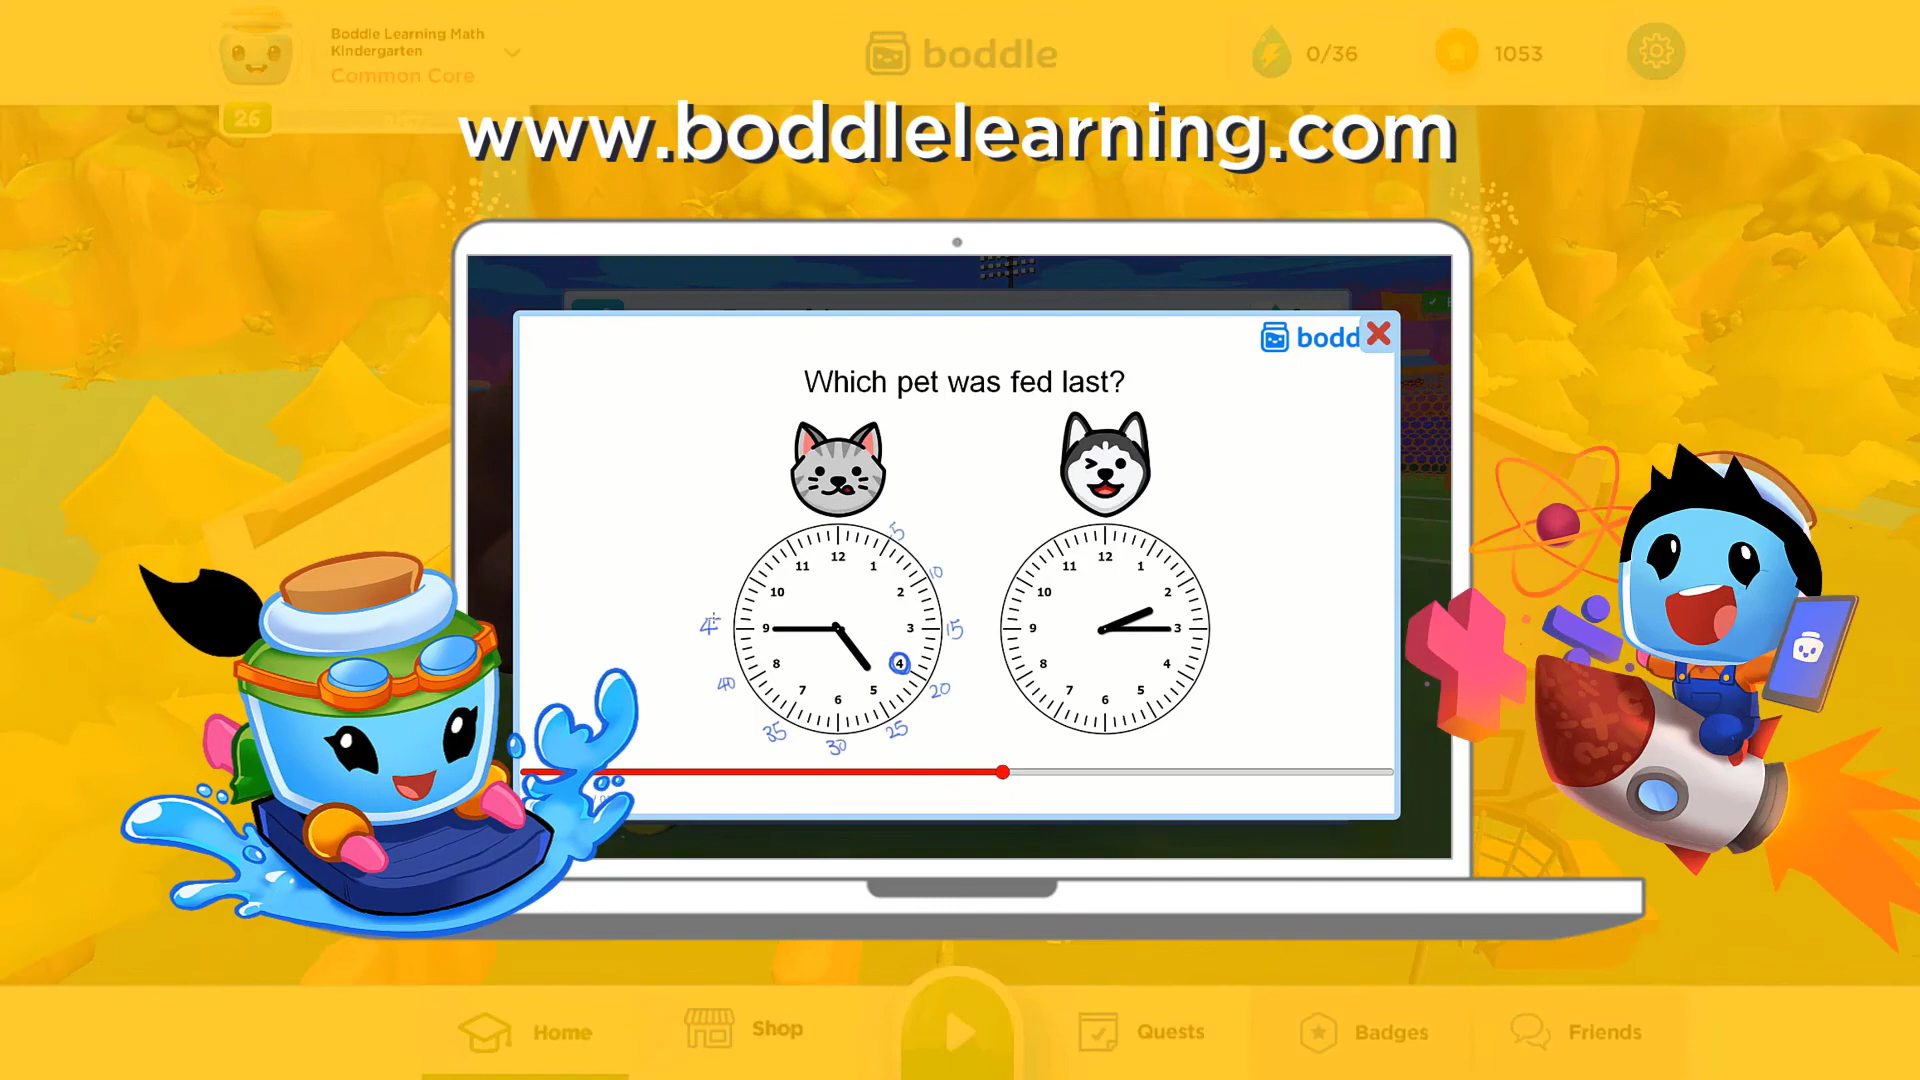 Boddle Learning Math
Kindergarten
Common Core
boddle
0/36
1053
26
www.boddlelearning.com
bodd
Which pet was fed last?
12
11 1
10 2
9 3
8 4
7 5
6
5
10
15
20
25
30
35
40
12
11 1
10 2
9 3
8 4
7 5
6
Home
Shop
Quests
Badges
Friends